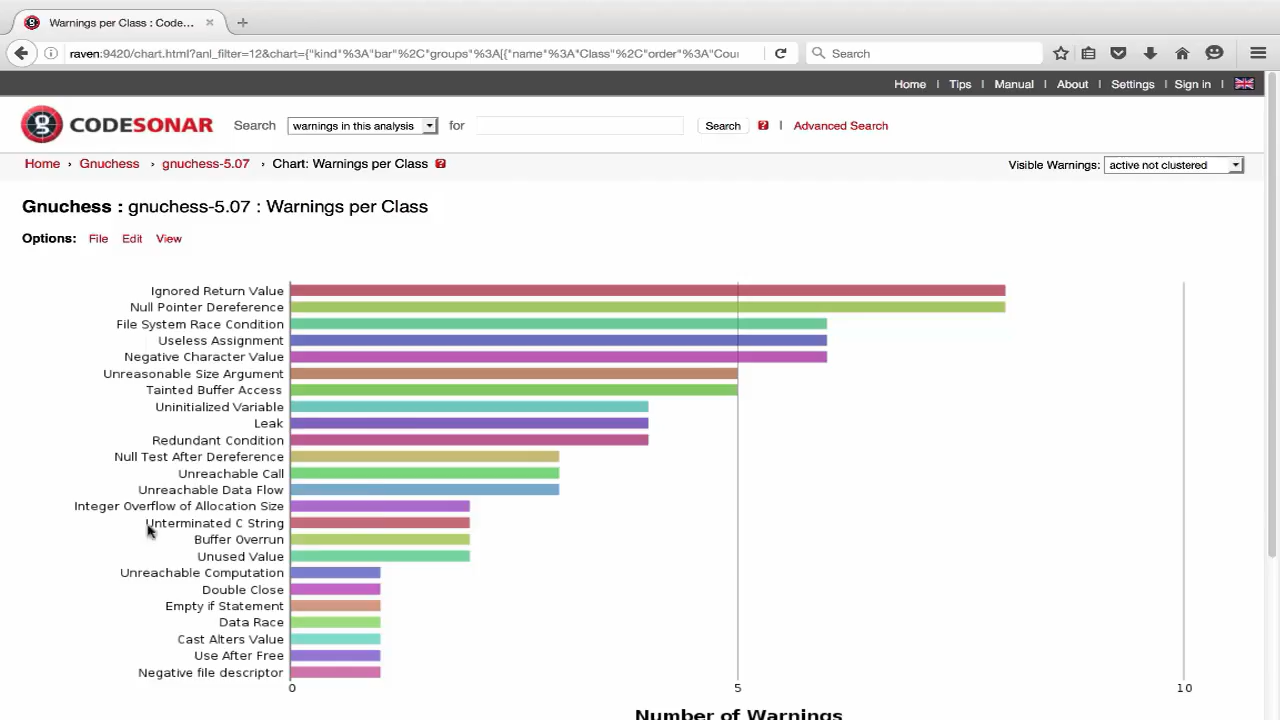 Warnings per Class : Code...
raven:9420/chart.html?anl_filter=12&chart={"kind"%3A"bar"%2C"groups"%3A[{"name"%3A"Class"%2C"order"%3A"Cou
Search
Home | Tips | Manual | About | Settings | Sign in |
CODESONAR Search warnings in this analysis for Search ? | Advanced Search
Home › Gnuchess › gnuchess-5.07 › Chart: Warnings per Class ? Visible Warnings: active not clustered
Gnuchess : gnuchess-5.07 : Warnings per Class
Options: File Edit View
Ignored Return Value
Null Pointer Dereference
File System Race Condition
Useless Assignment
Negative Character Value
Unreasonable Size Argument
Tainted Buffer Access
Uninitialized Variable
Leak
Redundant Condition
Null Test After Dereference
Unreachable Call
Unreachable Data Flow
Integer Overflow of Allocation Size
Unterminated C String
Buffer Overrun
Unused Value
Unreachable Computation
Double Close
Empty if Statement
Data Race
Cast Alters Value
Use After Free
Negative file descriptor
0 5 10
Number of Warnings